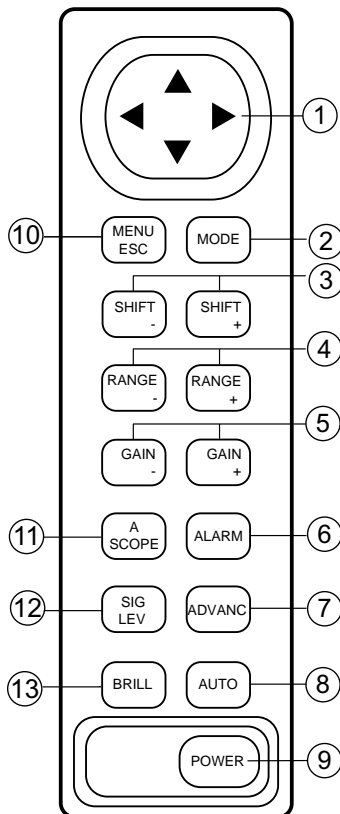 1
10
MENU
ESC
MODE
2
3
SHIFT
-
SHIFT
+
4
RANGE
-
RANGE
+
5
GAIN
-
GAIN
+
11
A
SCOPE
ALARM
6
12
SIG
LEV
ADVANC
7
13
BRILL
AUTO
8
POWER
9